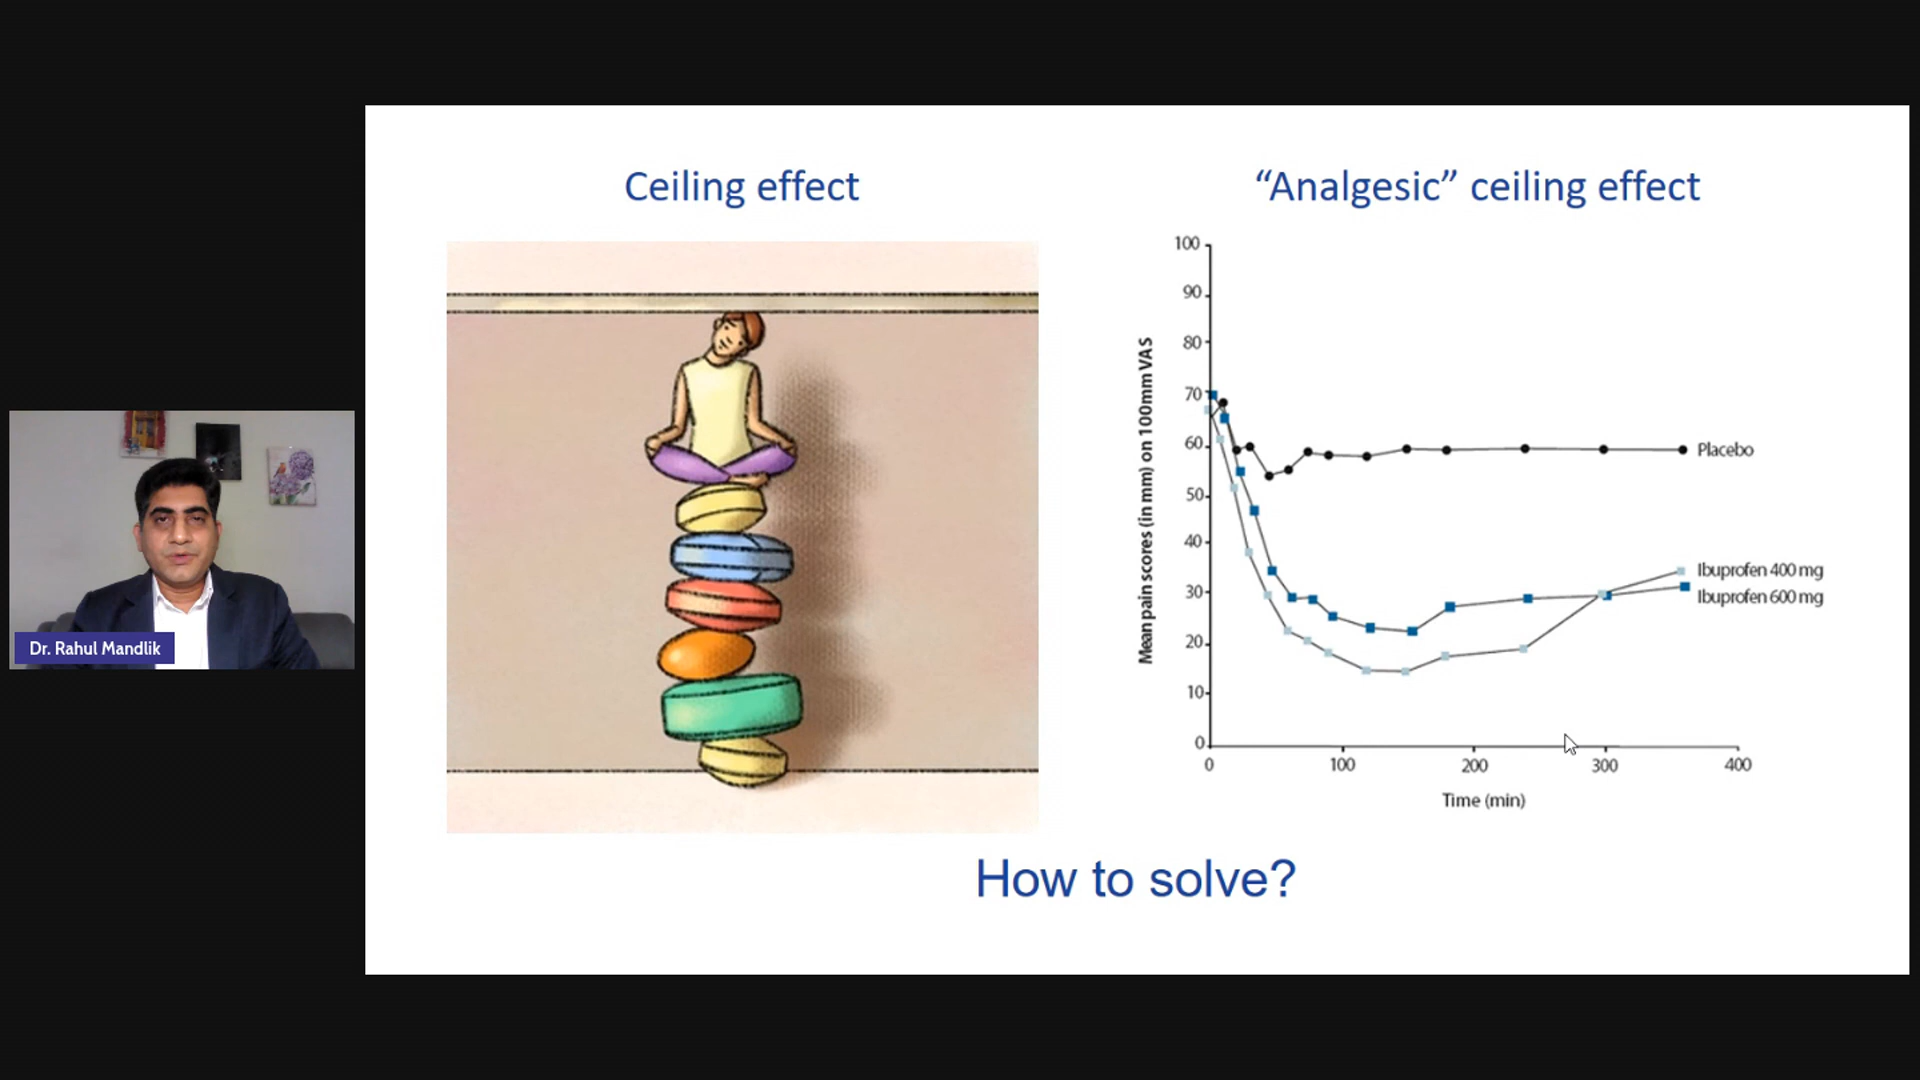 Ceiling effect
“Analgesic” ceiling effect
100
90
80
70
60
50
40
30
20
10
0
Mean pain scores (in mm) on 100mm VAS
Placebo
Ibuprofen 400 mg
Ibuprofen 600 mg
0 100 200 300 400
Time (min)
How to solve?
Dr. Rahul Mandlik